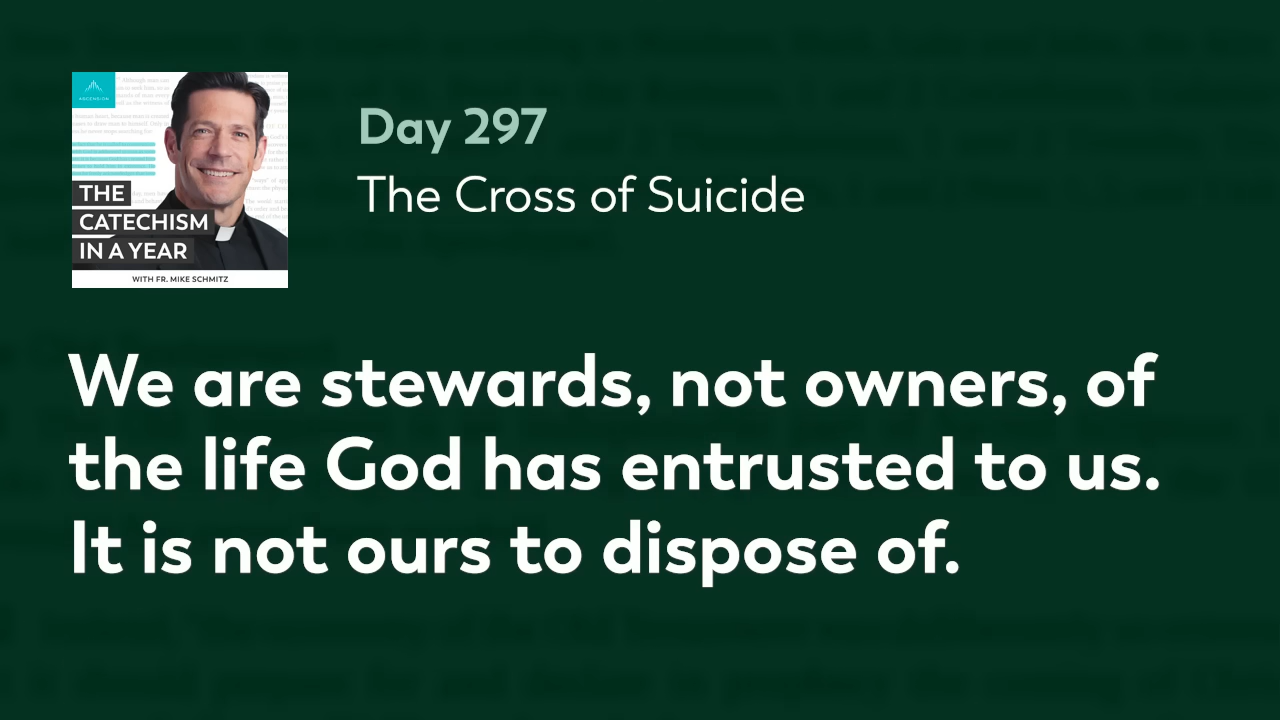 ASCENSION
THE
CATECHISM
IN A YEAR
WITH FR. MIKE SCHMITZ
Day 297
The Cross of Suicide
We are stewards, not owners, of
the life God has entrusted to us.
It is not ours to dispose of.